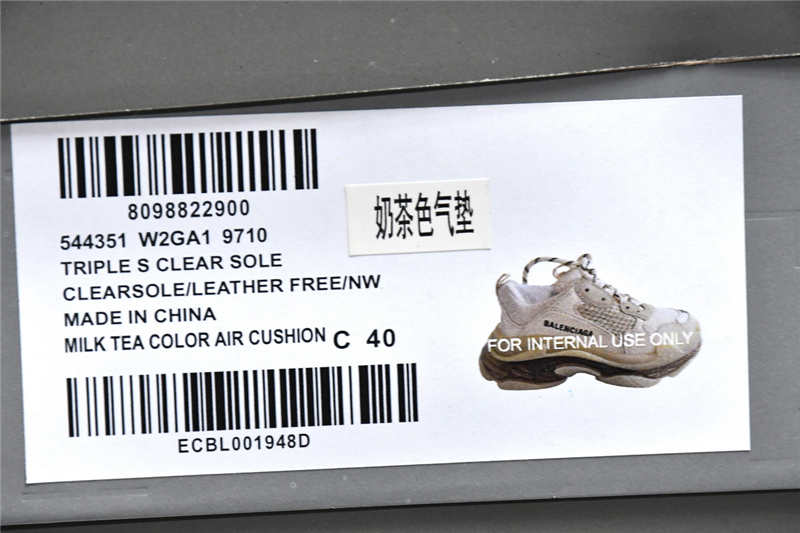 8098822900
544351 W2GA1 9710
TRIPLE S CLEAR SOLE
CLEARSOLE/LEATHER FREE/NW
MADE IN CHINA
MILK TEA COLOR AIR CUSHION C 40
ECBL001948D
奶茶色气垫
BALENCIAGA
FOR INTERNAL USE ONLY